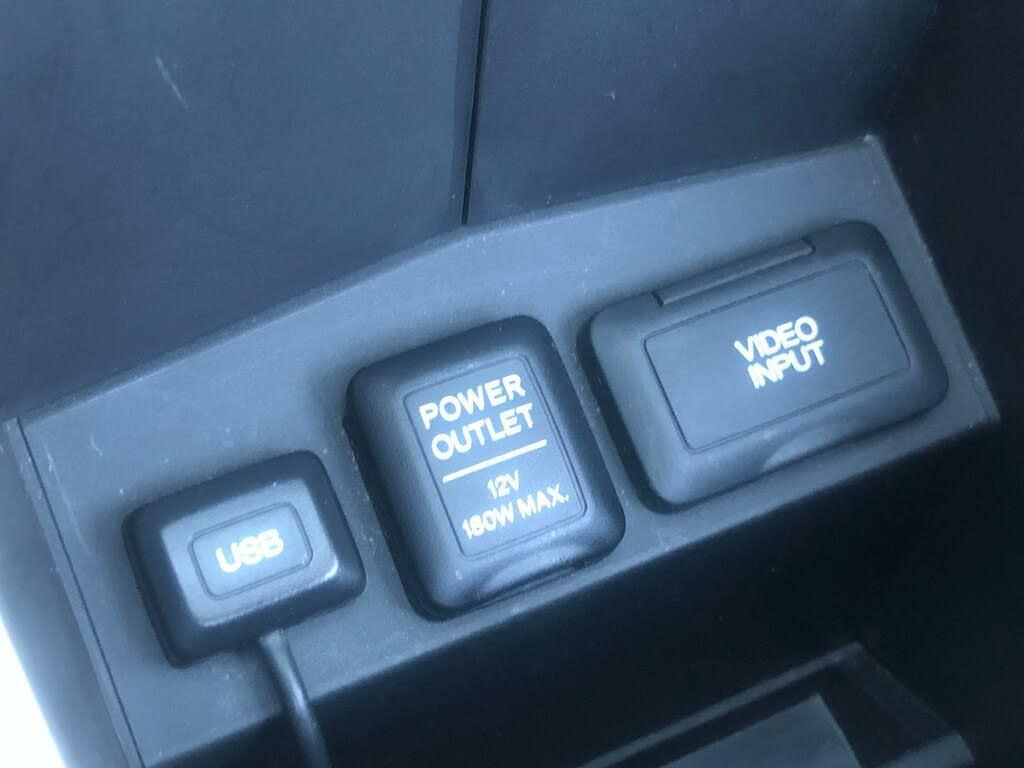 USB
POWER
OUTLET
12V
180W MAX.
VIDEO
INPUT